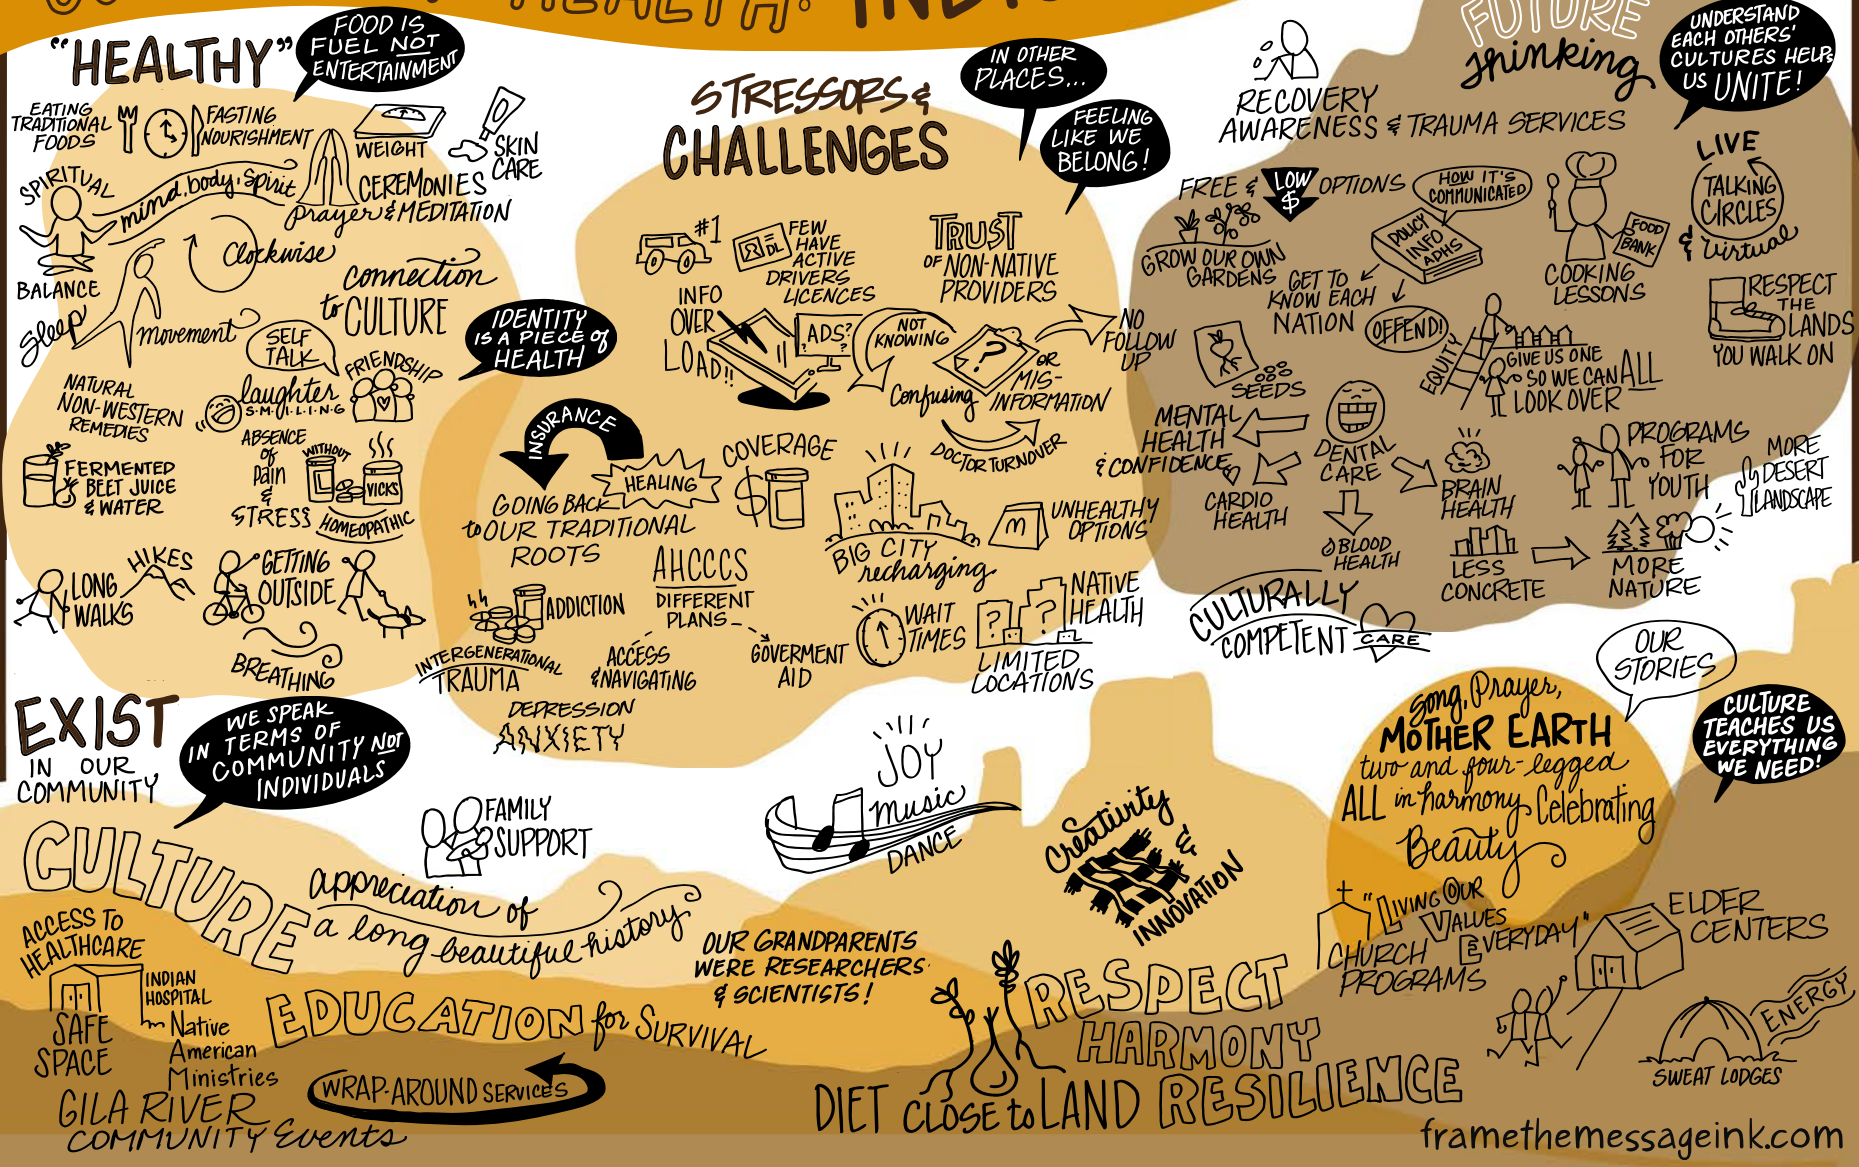 HEALTH: 
"HEALTHY"
FOOD IS
FUEL NOT
ENTERTAINMENT
EATING
TRADITIONAL
FOODS
FASTING
NOURISHMENT
WEIGHT
SKIN
CARE
SPIRITUAL
mind, body, spirit
CEREMONIES
prayer & MEDITATION
BALANCE
Clockwise
connection
to CULTURE
sleep
movement
SELF
TALK
FRIENDSHIP
IDENTITY
IS A PIECE of
HEALTH
NATURAL
NON-WESTERN
REMEDIES
laughter
S·M·I·L·I·N·G
FERMENTED
BEET JUICE
& WATER
ABSENCE
of
Pain
&
STRESS
WITHOUT
VICKS
HOMEOPATHIC
LONG
WALKS
HIKES
GETTING
OUTSIDE
BREATHING
STRESSORS &
CHALLENGES
IN OTHER
PLACES...
FEELING
LIKE WE
BELONG!
#1
DL
FEW
HAVE
ACTIVE
DRIVERS
LICENCES
TRUST
OF NON-NATIVE
PROVIDERS
INFO
OVER
LOAD!!
ADS?
? ?
NOT
KNOWING
Confusing
?
OR
MIS-
INFORMATION
NO
FOLLOW
UP
DOCTOR TURNOVER
INSURANCE
HEALING
GOING BACK
to OUR TRADITIONAL
ROOTS
COVERAGE
$
BIG CITY
recharging
m
UNHEALTHY
OPTIONS
AHCCCS
DIFFERENT
PLANS
ACCESS
& NAVIGATING
GOVERMENT
AID
ADDICTION
INTERGENERATIONAL
TRAUMA
DEPRESSION
ANXIETY
WAIT
TIMES
? ?
NATIVE
HEALTH
LIMITED
LOCATIONS
FUTURE
thinking
UNDERSTAND
EACH OTHERS'
CULTURES HELPS
US UNITE!
RECOVERY
AWARENESS & TRAUMA SERVICES
FREE &
LOW
$
OPTIONS
GROW OUR OWN
GARDENS
HOW IT'S
COMMUNICATED
POLICY
INFO
ADHS
GET TO
KNOW EACH
NATION
OFFEND!
FOOD
BANK
COOKING
LESSONS
LIVE
TALKING
CIRCLES
& Virtual
RESPECT
THE
LANDS
YOU WALK ON
SEEDS
EQUITY
GIVE US ONE
SO WE CAN ALL
LOOK OVER
MENTAL
HEALTH
& CONFIDENCE
DENTAL
CARE
CARDIO
HEALTH
BLOOD
HEALTH
BRAIN
HEALTH
PROGRAMS
FOR
YOUTH
MORE
DESERT
LANDSCAPE
LESS
CONCRETE
MORE
NATURE
CULTURALLY
COMPETENT
CARE
EXIST
IN OUR
COMMUNITY
WE SPEAK
IN TERMS OF
COMMUNITY NOT
INDIVIDUALS
CULTURE
FAMILY
SUPPORT
appreciation of
a long beautiful history
JOY
music
DANCE
Creativity
&
INNOVATION
OUR
STORIES
song, Prayer,
MOTHER EARTH
two and four-legged
ALL in harmony Celebrating
Beauty
CULTURE
TEACHES US
EVERYTHING
WE NEED!
ACCESS TO
HEALTHCARE
INDIAN
HOSPITAL
Native
American
Ministries
SAFE
SPACE
EDUCATION for SURVIVAL
OUR GRANDPARENTS
WERE RESEARCHERS
& SCIENTISTS!
WRAP-AROUND SERVICES
GILA RIVER
COMMUNITY Events
RESPECT
HARMONY
RESILIENCE
DIET CLOSE to LAND
"LIVING OUR
VALUES
EVERYDAY"
CHURCH
PROGRAMS
ELDER
CENTERS
ENERGY
SWEAT LODGES
framethemessageink.com